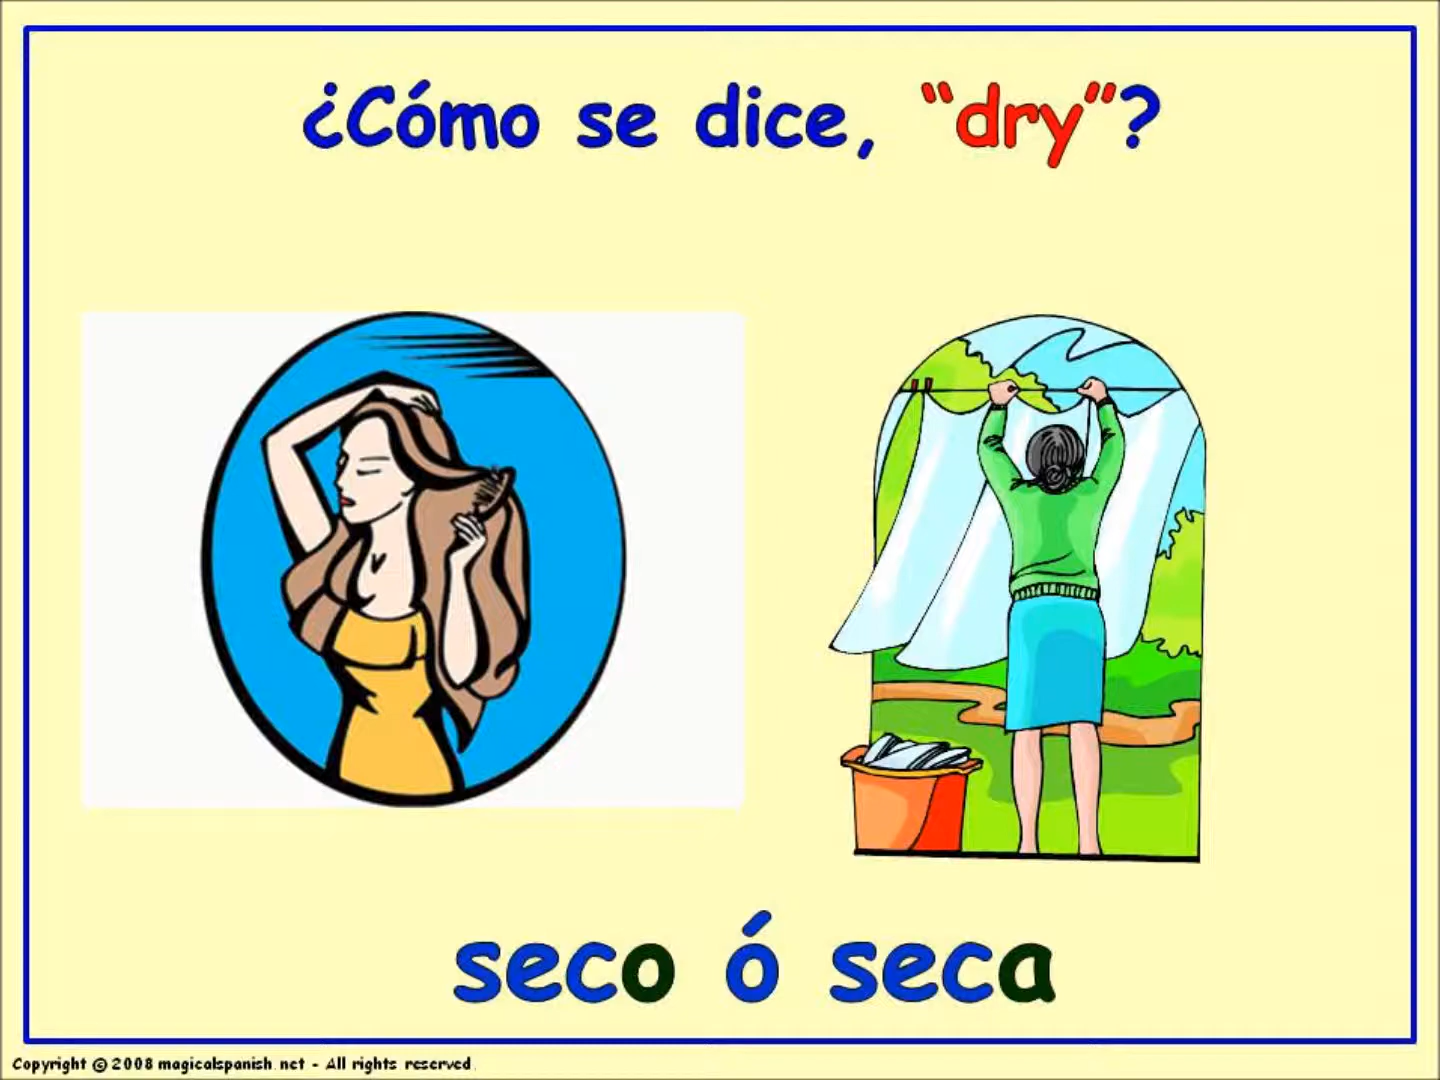 ¿Cómo se dice, “dry”?
seco ó seca
Copyright © 2008 magicalspanish.net - All rights reserved.